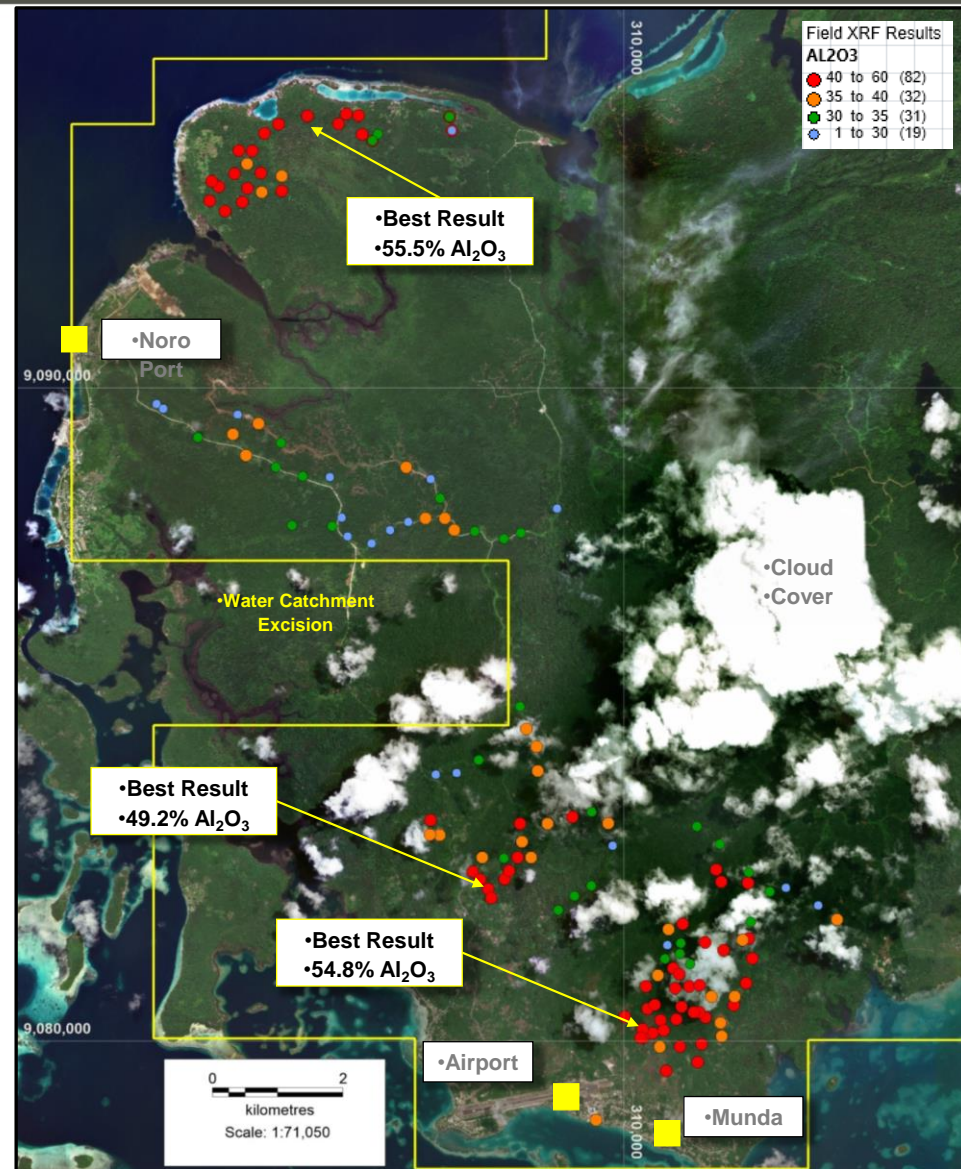 Field XRF Results
AL2O3
40 to 60 (82)
35 to 40 (32)
30 to 35 (31)
1 to 30 (19)
310,000
•Best Result
•55.5% Al₂O₃
•Noro
Port
9,090,000
•Cloud
•Cover
•Water Catchment
Excision
•Best Result
•49.2% Al₂O₃
•Best Result
•54.8% Al₂O₃
9,080,000
•Airport
0 2
kilometres
Scale: 1:71,050
310,000
•Munda